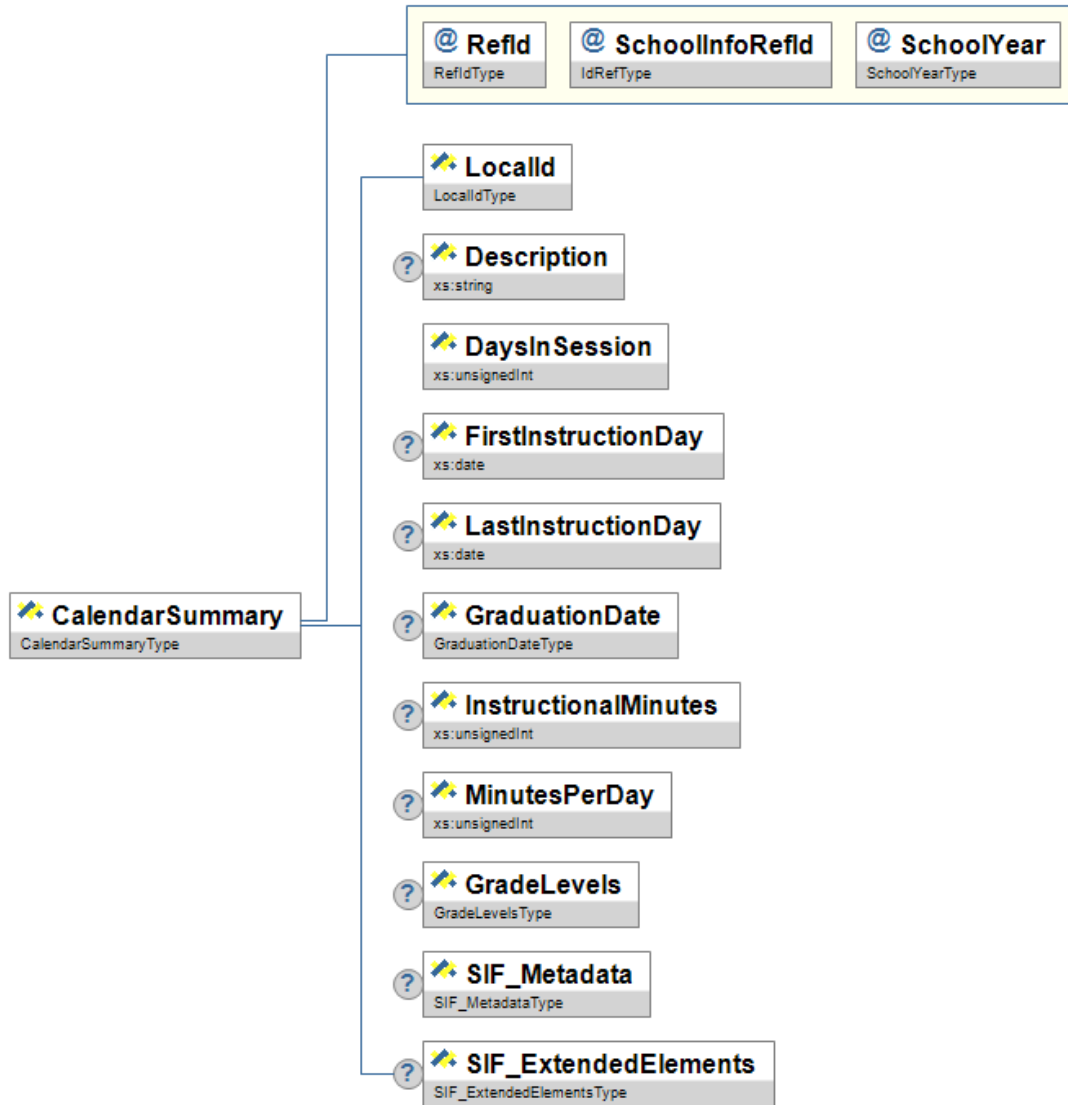 @ RefId
RefIdType
@ SchoolInfoRefId
IdRefType
@ SchoolYear
SchoolYearType
LocalId
LocalIdType
? Description
xs:string
DaysInSession
xs:unsignedInt
? FirstInstructionDay
xs:date
? LastInstructionDay
xs:date
CalendarSummary
CalendarSummaryType
? GraduationDate
GraduationDateType
? InstructionalMinutes
xs:unsignedInt
? MinutesPerDay
xs:unsignedInt
? GradeLevels
GradeLevelsType
? SIF_Metadata
SIF_MetadataType
? SIF_ExtendedElements
SIF_ExtendedElementsType